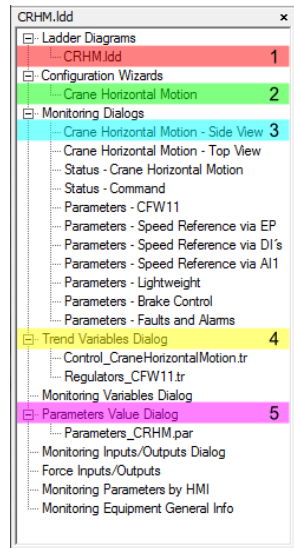 CRHM.ldd ×
Ladder Diagrams
CRHM.ldd 1
Configuration Wizards
Crane Horizontal Motion 2
Monitoring Dialogs
Crane Horizontal Motion - Side View 3
Crane Horizontal Motion - Top View
Status - Crane Horizontal Motion
Status - Command
Parameters - CFW11
Parameters - Speed Reference via EP
Parameters - Speed Reference via DI´s
Parameters - Speed Reference via AI1
Parameters - Lightweight
Parameters - Brake Control
Parameters - Faults and Alarms
Trend Variables Dialog 4
Control_CraneHorizontalMotion.tr
Regulators_CFW11.tr
Monitoring Variables Dialog
Parameters Value Dialog 5
Parameters_CRHM.par
Monitoring Inputs/Outputs Dialog
Force Inputs/Outputs
Monitoring Parameters by HMI
Monitoring Equipment General Info